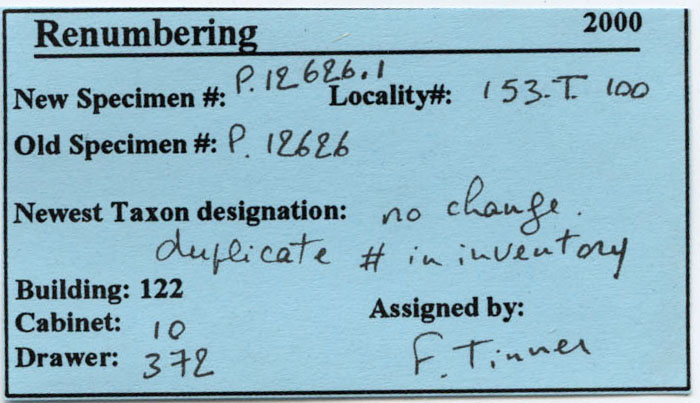 Renumbering 2000
New Specimen #: P. 12626.1 Locality#: 153-T. 100
Old Specimen #: P. 12626
Newest Taxon designation: no change.
duplicate # in inventory
Building: 122
Cabinet: 10 Assigned by:
Drawer: 372 F. Tinner